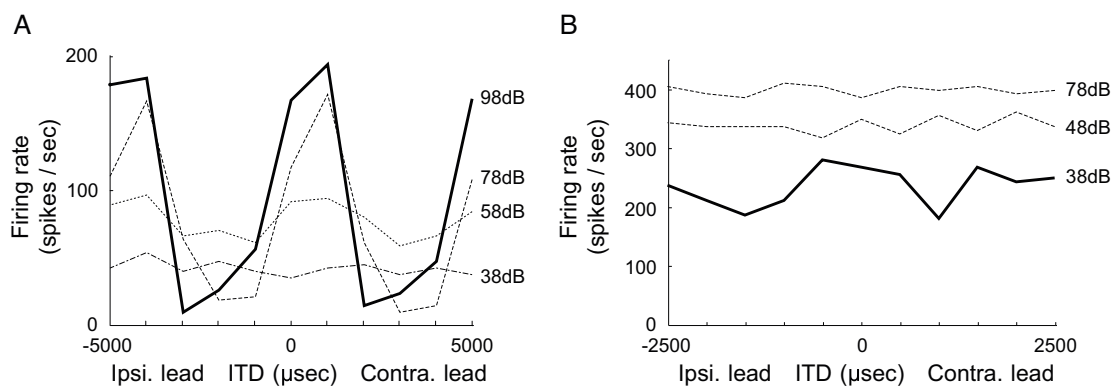 A
Firing rate
(spikes / sec)
200
100
0
98dB
78dB
58dB
38dB
-5000 0 5000
Ipsi. lead ITD (µsec) Contra. lead
B
Firing rate
(spikes / sec)
400
300
200
100
0
78dB
48dB
38dB
-2500 0 2500
Ipsi. lead ITD (µsec) Contra. lead